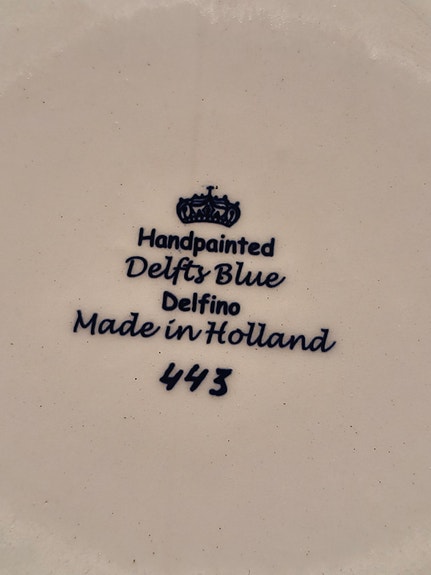 Handpainted
Delfts Blue
Delfino
Made in Holland
443